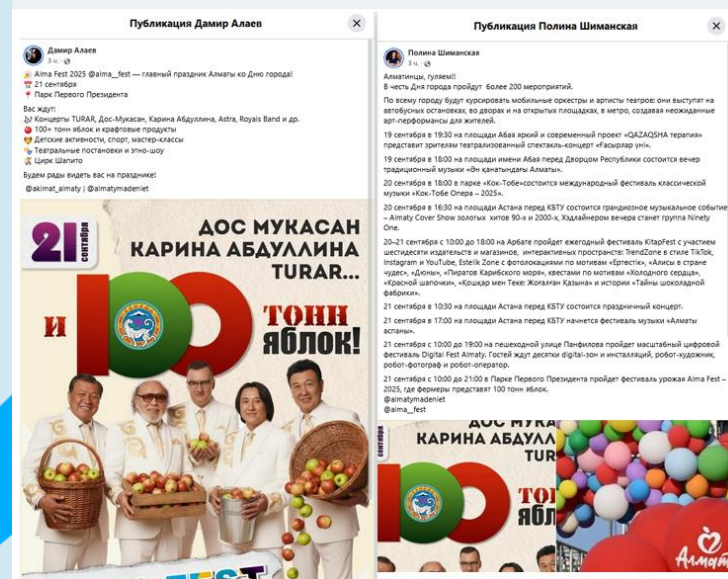 Публикация Дамир Алаев
Дамир Алаев
3 ч.
Alma Fest 2025 @alma__fest — главный праздник Алматы ко Дню города!
21 сентября
Парк Первого Президента
Вас ждут:
Концерты TURAR, Дос-Мукасан, Карина Абдуллина, Astra, Royals Band и др.
100+ тонн яблок и крафтовые продукты
Детские активности, спорт, мастер-классы
Театральные постановки и этно-шоу
Цирк Шапито
Будем рады видеть вас на празднике!
@akimat_almaty | @almatymadeniet
21 сентября
ДОС МУКАСАН
КАРИНА АБДУЛЛИНА
TURAR...
И 100 ТОНН
ЯБЛОК!
Публикация Полина Шиманская
Полина Шиманская
3 ч.
Алматинцы, гуляем!!
В честь Дня города пройдут более 200 мероприятий.
По всему городу будут курсировать мобильные оркестры и артисты театров: они выступят на
автобусных остановках, во дворах и на открытых площадках, в метро, создавая неожиданные
арт-перформансы для жителей.
19 сентября в 19:30 на площади Абая яркий и современный проект «QAZAQSHA терапия»
представит зрителям театрализованный спектакль-концерт «Ғасырлар үні».
19 сентября в 18:00 на площади имени Абая перед Дворцом Республики состоится вечер
традиционный музыки «Ән қанатындағы Алматы».
20 сентября в 18:00 в парке «Кок-Тобе»состоится международный фестиваль классической
музыки «Кок-Тобе Опера – 2025».
20 сентября в 16:30 на площади Астана перед КБТУ состоится грандиозное музыкальное событие
– Almaty Cover Show золотых хитов 90-х и 2000-х, Хэдлайнером вечера станет группа Ninety
One.
20–21 сентября с 10:00 до 18:00 на Арбате пройдет ежегодный фестиваль KitapFest с участием
шестидесяти издательств и магазинов, интерактивных пространств: TrendZone в стиле TikTok,
Instagram и YouTube, Estelik Zone с фотолокациями по мотивам «Ертөстік», «Алисы в стране
чудес», «Дюны», «Пиратов Карибского моря», квестами по мотивам «Холодного сердца»,
«Красной шапочки», «Қошқар мен Теке: Жоғалған Қазына» и истории «Тайны шоколадной
фабрики».
21 сентября в 10:30 на площади Астана перед КБТУ состоится праздничный концерт.
21 сентября в 17:00 на площади Астана перед КБТУ начнется фестиваль музыки «Алматы
аспаны».
21 сентября с 10:00 до 19:00 на пешеходной улице Панфилова пройдет масштабный цифровой
фестиваль Digital Fest Almaty. Гостей ждут десятки digital-зон и инсталляций, робот-художник,
робот-фотограф и робот-оператор.
21 сентября с 10:00 до 21:00 в Парке Первого Президента пройдет фестиваль урожая Alma Fest –
2025, где фермеры представят 100 тонн яблок.
@almatymadeniet
@alma__fest
сентября
КАРИНА АБДУЛЛ
TUR
100